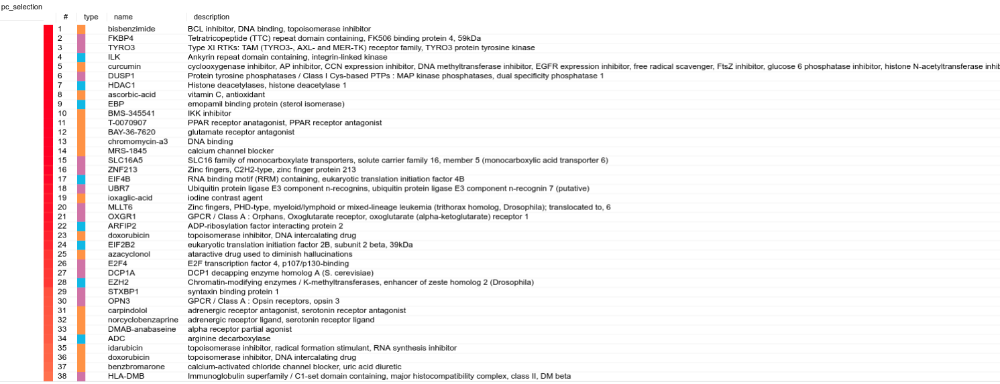 pc_selection
# type name description
1 bisbenzimide BCL inhibitor, DNA binding, topoisomerase inhibitor
2 FKBP4 Tetratricopeptide (TTC) repeat domain containing, FK506 binding protein 4, 59kDa
3 TYRO3 Type XI RTKs: TAM (TYRO3-, AXL- and MER-TK) receptor family, TYRO3 protein tyrosine kinase
4 ILK Ankyrin repeat domain containing, integrin-linked kinase
5 curcumin cyclooxygenase inhibitor, AP inhibitor, CCN expression inhibitor, DNA methyltransferase inhibitor, EGFR expression inhibitor, free radical scavenger, FtsZ inhibitor, glucose 6 phosphatase inhibitor, histone N-acetyltransferase inhib
6 DUSP1 Protein tyrosine phosphatases / Class I Cys-based PTPs : MAP kinase phosphatases, dual specificity phosphatase 1
7 HDAC1 Histone deacetylases, histone deacetylase 1
8 ascorbic-acid vitamin C, antioxidant
9 EBP emopamil binding protein (sterol isomerase)
10 BMS-345541 IKK inhibitor
11 T-0070907 PPAR receptor anatagonist, PPAR receptor antagonist
12 BAY-36-7620 glutamate receptor antagonist
13 chromomycin-a3 DNA binding
14 MRS-1845 calcium channel blocker
15 SLC16A5 SLC16 family of monocarboxylate transporters, solute carrier family 16, member 5 (monocarboxylic acid transporter 6)
16 ZNF213 Zinc fingers, C2H2-type, zinc finger protein 213
17 EIF4B RNA binding motif (RRM) containing, eukaryotic translation initiation factor 4B
18 UBR7 Ubiquitin protein ligase E3 component n-recognins, ubiquitin protein ligase E3 component n-recognin 7 (putative)
19 ioxaglic-acid iodine contrast agent
20 MLLT6 Zinc fingers, PHD-type, myeloid/lymphoid or mixed-lineage leukemia (trithorax homolog, Drosophila); translocated to, 6
21 OXGR1 GPCR / Class A : Orphans, Oxoglutarate receptor, oxoglutarate (alpha-ketoglutarate) receptor 1
22 ARFIP2 ADP-ribosylation factor interacting protein 2
23 doxorubicin topoisomerase inhibitor, DNA intercalating drug
24 EIF2B2 eukaryotic translation initiation factor 2B, subunit 2 beta, 39kDa
25 azacyclonol ataractive drug used to diminish hallucinations
26 E2F4 E2F transcription factor 4, p107/p130-binding
27 DCP1A DCP1 decapping enzyme homolog A (S. cerevisiae)
28 EZH2 Chromatin-modifying enzymes / K-methyltransferases, enhancer of zeste homolog 2 (Drosophila)
29 STXBP1 syntaxin binding protein 1
30 OPN3 GPCR / Class A : Opsin receptors, opsin 3
31 carpindolol adrenergic receptor antagonist, serotonin receptor antagonist
32 norcyclobenzaprine adrenergic receptor ligand, serotonin receptor ligand
33 DMAB-anabaseine alpha receptor partial agonist
34 ADC arginine decarboxylase
35 idarubicin topoisomerase inhibitor, radical formation stimulant, RNA synthesis inhibitor
36 doxorubicin topoisomerase inhibitor, DNA intercalating drug
37 benzbromarone calcium-activated chloride channel blocker, uric acid diuretic
38 HLA-DMB Immunoglobulin superfamily / C1-set domain containing, major histocompatibility complex, class II, DM beta